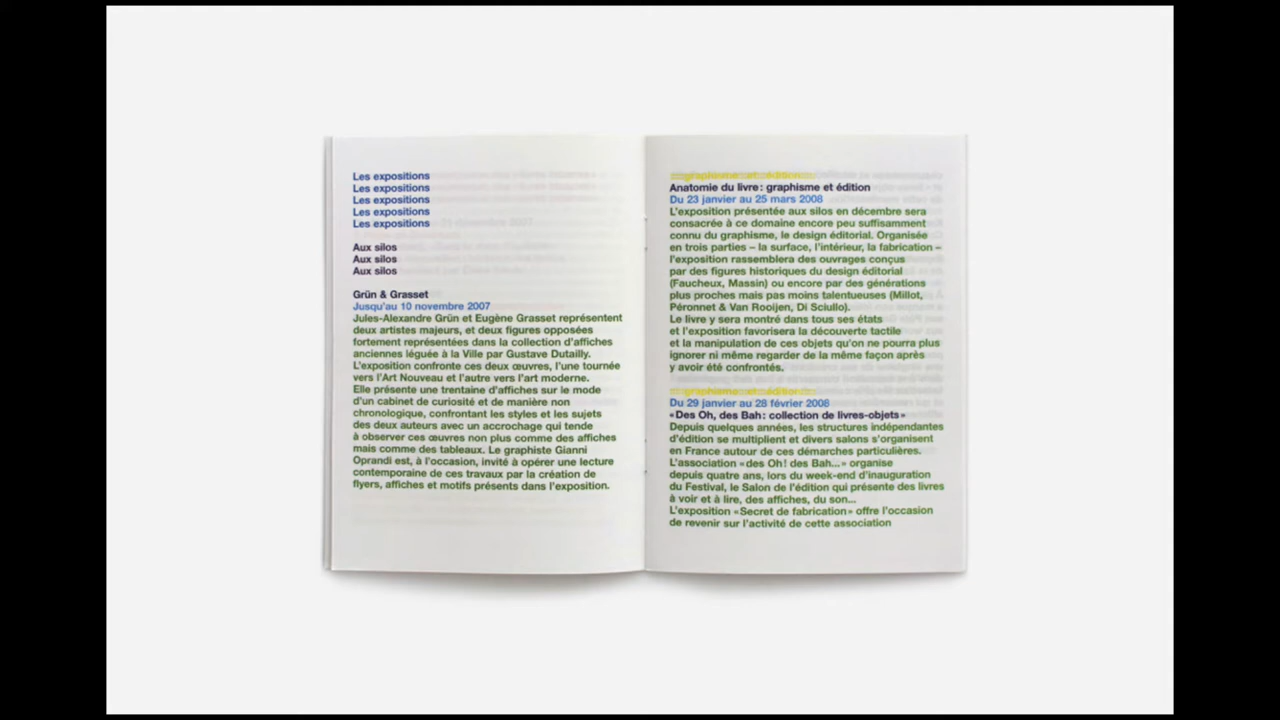 Les expositions
Les expositions
Les expositions
Les expositions
Les expositions
Aux silos
Aux silos
Aux silos
Grün & Grasset
Jusqu'au 10 novembre 2007
Jules-Alexandre Grün et Eugène Grasset représentent
deux artistes majeurs, et deux figures opposées
fortement représentées dans la collection d'affiches
anciennes léguée à la Ville par Gustave Dutailly.
L'exposition confronte ces deux œuvres, l'une tournée
vers l'Art Nouveau et l'autre vers l'art moderne.
Elle présente une trentaine d'affiches sur le mode
d'un cabinet de curiosité et de manière non
chronologique, confrontant les styles et les sujets
des deux auteurs avec un accrochage qui tende
à observer ces œuvres non plus comme des affiches
mais comme des tableaux. Le graphiste Gianni
Oprandi est, à l'occasion, invité à opérer une lecture
contemporaine de ces travaux par la création de
flyers, affiches et motifs présents dans l'exposition.
graphisme et édition
Anatomie du livre : graphisme et édition
Du 23 janvier au 25 mars 2008
L'exposition présentée aux silos en décembre sera
consacrée à ce domaine encore peu suffisamment
connu du graphisme, le design éditorial. Organisée
en trois parties – la surface, l'intérieur, la fabrication –
l'exposition rassemblera des ouvrages conçus
par des figures historiques du design éditorial
(Faucheux, Massin) ou encore par des générations
plus proches mais pas moins talentueuses (Millot,
Péronnet & Van Rooijen, Di Sciullo).
Le livre y sera montré dans tous ses états
et l'exposition favorisera la découverte tactile
et la manipulation de ces objets qu'on ne pourra plus
ignorer ni même regarder de la même façon après
y avoir été confrontés.
graphisme et édition
Du 29 janvier au 28 février 2008
«Des Oh, des Bah : collection de livres-objets»
Depuis quelques années, les structures indépendantes
d'édition se multiplient et divers salons s'organisent
en France autour de ces démarches particulières.
L'association «des Oh! des Bah...» organise
depuis quatre ans, lors du week-end d'inauguration
du Festival, le Salon de l'édition qui présente des livres
à voir et à lire, des affiches, du son...
L'exposition «Secret de fabrication» offre l'occasion
de revenir sur l'activité de cette association